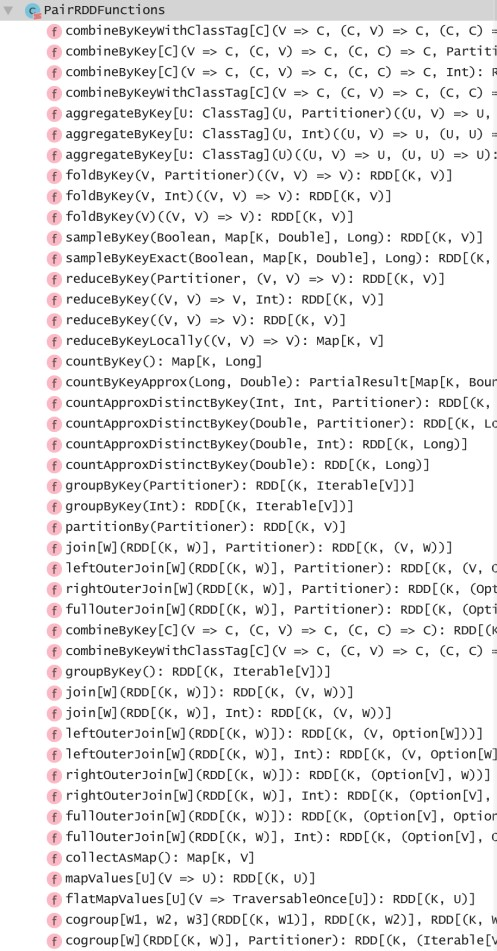 PairRDDFunctions
combineByKeyWithClassTag[C](V => C, (C, V) => C, (C, C) =
combineByKey[C](V => C, (C, V) => C, (C, C) => C, Partiti
combineByKey[C](V => C, (C, V) => C, (C, C) => C, Int): R
combineByKeyWithClassTag[C](V => C, (C, V) => C, (C, C) =
aggregateByKey[U: ClassTag](U, Partitioner)((U, V) => U,
aggregateByKey[U: ClassTag](U, Int)((U, V) => U, (U, U) =
aggregateByKey[U: ClassTag](U)((U, V) => U, (U, U) => U):
foldByKey(V, Partitioner)((V, V) => V): RDD[(K, V)]
foldByKey(V, Int)((V, V) => V): RDD[(K, V)]
foldByKey(V)((V, V) => V): RDD[(K, V)]
sampleByKey(Boolean, Map[K, Double], Long): RDD[(K, V)]
sampleByKeyExact(Boolean, Map[K, Double], Long): RDD[(K,
reduceByKey(Partitioner, (V, V) => V): RDD[(K, V)]
reduceByKey((V, V) => V, Int): RDD[(K, V)]
reduceByKey((V, V) => V): RDD[(K, V)]
reduceByKeyLocally((V, V) => V): Map[K, V]
countByKey(): Map[K, Long]
countByKeyApprox(Long, Double): PartialResult[Map[K, Boun
countApproxDistinctByKey(Int, Int, Partitioner): RDD[(K,
countApproxDistinctByKey(Double, Partitioner): RDD[(K, Lo
countApproxDistinctByKey(Double, Int): RDD[(K, Long)]
countApproxDistinctByKey(Double): RDD[(K, Long)]
groupByKey(Partitioner): RDD[(K, Iterable[V])]
groupByKey(Int): RDD[(K, Iterable[V])]
partitionBy(Partitioner): RDD[(K, V)]
join[W](RDD[(K, W)], Partitioner): RDD[(K, (V, W))]
leftOuterJoin[W](RDD[(K, W)], Partitioner): RDD[(K, (V, O
rightOuterJoin[W](RDD[(K, W)], Partitioner): RDD[(K, (Opt
fullOuterJoin[W](RDD[(K, W)], Partitioner): RDD[(K, (Opti
combineByKey[C](V => C, (C, V) => C, (C, C) => C): RDD[(K
combineByKeyWithClassTag[C](V => C, (C, V) => C, (C, C) =
groupByKey(): RDD[(K, Iterable[V])]
join[W](RDD[(K, W)]): RDD[(K, (V, W))]
join[W](RDD[(K, W)], Int): RDD[(K, (V, W))]
leftOuterJoin[W](RDD[(K, W)]): RDD[(K, (V, Option[W]))]
leftOuterJoin[W](RDD[(K, W)], Int): RDD[(K, (V, Option[W]
rightOuterJoin[W](RDD[(K, W)]): RDD[(K, (Option[V], W))]
rightOuterJoin[W](RDD[(K, W)], Int): RDD[(K, (Option[V],
fullOuterJoin[W](RDD[(K, W)]): RDD[(K, (Option[V], Option
fullOuterJoin[W](RDD[(K, W)], Int): RDD[(K, (Option[V], O
collectAsMap(): Map[K, V]
mapValues[U](V => U): RDD[(K, U)]
flatMapValues[U](V => TraversableOnce[U]): RDD[(K, U)]
cogroup[W1, W2, W3](RDD[(K, W1)], RDD[(K, W2)], RDD[(K, W
cogroup[W](RDD[(K, W)], Partitioner): RDD[(K, (Iterable[V